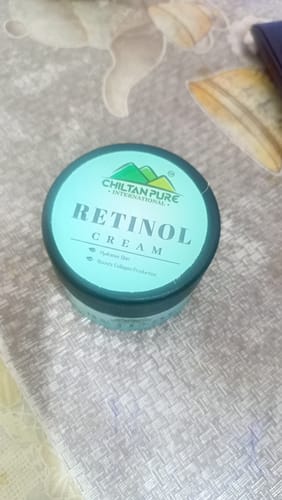 CHILTAN PURE
• INTERNATIONAL •
RETINOL
CREAM
Hydrates Skin
Boosts Collagen Production